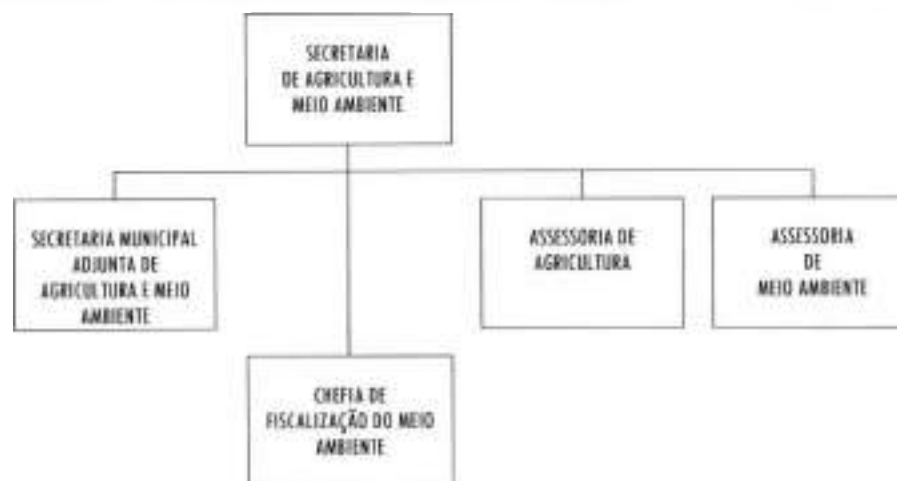 SECRETARIA
DE AGRICULTURA E
MEIO AMBIENTE
SECRETARIA MUNICIPAL
ADJUNTA DE
AGRICULTURA E MEIO
AMBIENTE
ASSESSORIA DE
AGRICULTURA
ASSESSORIA
DE
MEIO AMBIENTE
CHEFIA DE
FISCALIZAÇÃO DO MEIO
AMBIENTE